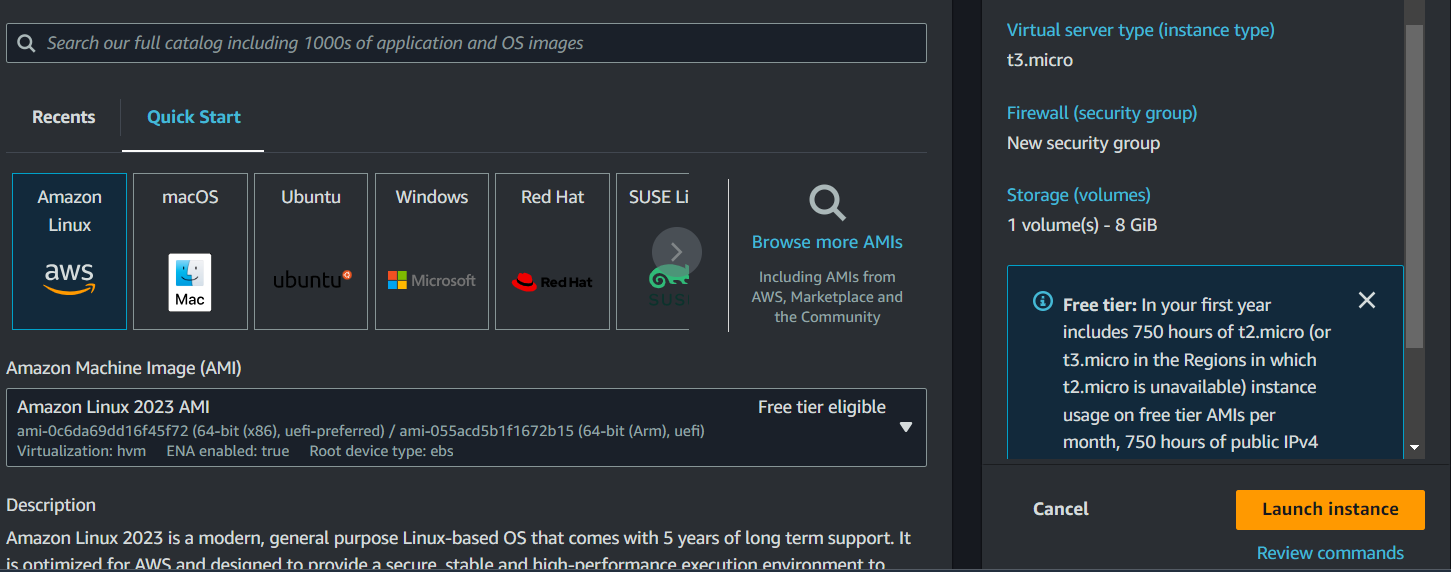 Search our full catalog including 1000s of application and OS images
Recents
Quick Start
Amazon
Linux
aws
macOS
Mac
Ubuntu
ubuntu
Windows
Microsoft
Red Hat
Red Hat
SUSE Li
SUS
Browse more AMIs
Including AMIs from
AWS, Marketplace and
the Community
Amazon Machine Image (AMI)
Amazon Linux 2023 AMI
Free tier eligible
ami-0c6da69dd16f45f72 (64-bit (x86), uefi-preferred) / ami-055acd5b1f1672b15 (64-bit (Arm), uefi)
Virtualization: hvm ENA enabled: true Root device type: ebs
Description
Amazon Linux 2023 is a modern, general purpose Linux-based OS that comes with 5 years of long term support. It
is optimized for AWS and designed to provide a secure, stable and high-performance execution environment to
Virtual server type (instance type)
t3.micro
Firewall (security group)
New security group
Storage (volumes)
1 volume(s) - 8 GiB
Free tier: In your first year
includes 750 hours of t2.micro (or
t3.micro in the Regions in which
t2.micro is unavailable) instance
usage on free tier AMIs per
month, 750 hours of public IPv4
Cancel
Launch instance
Review commands